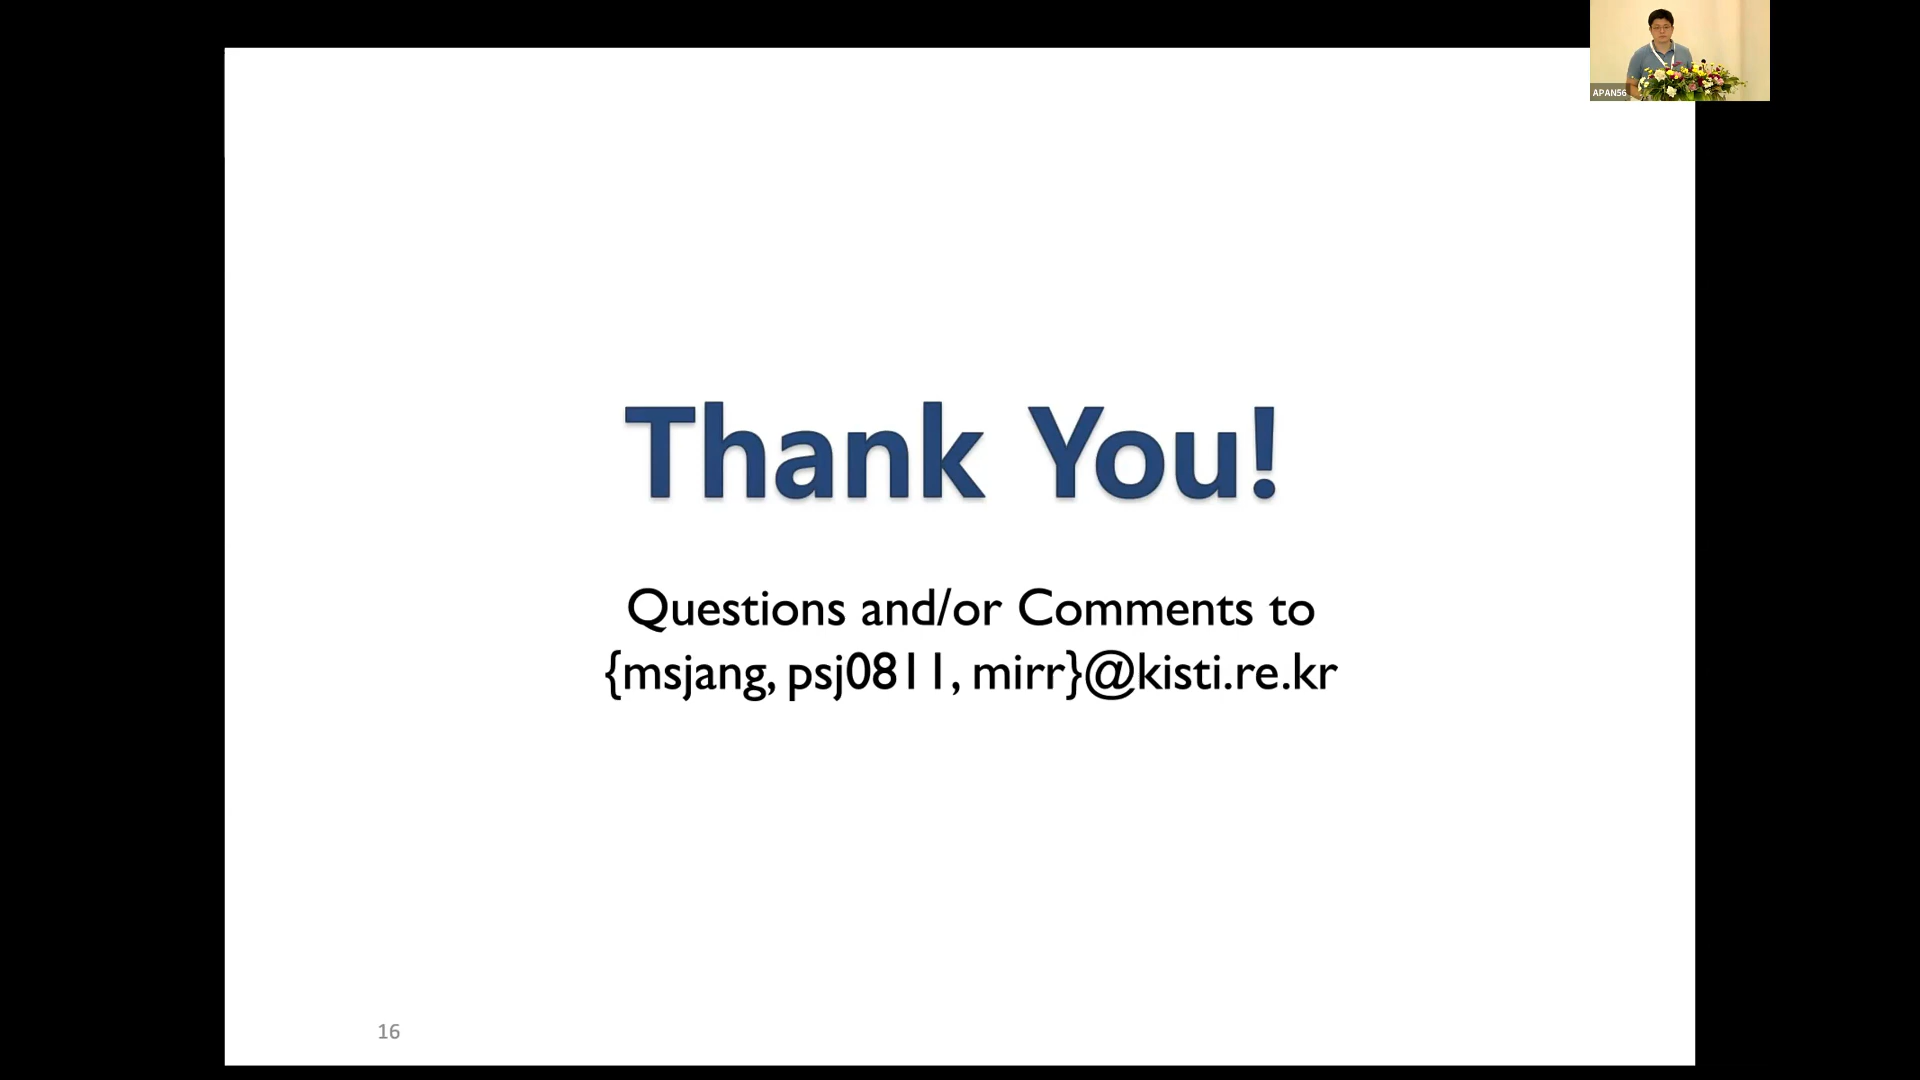 APAN56
Thank You!
Questions and/or Comments to
{msjang, psj0811, mirr}@kisti.re.kr
16